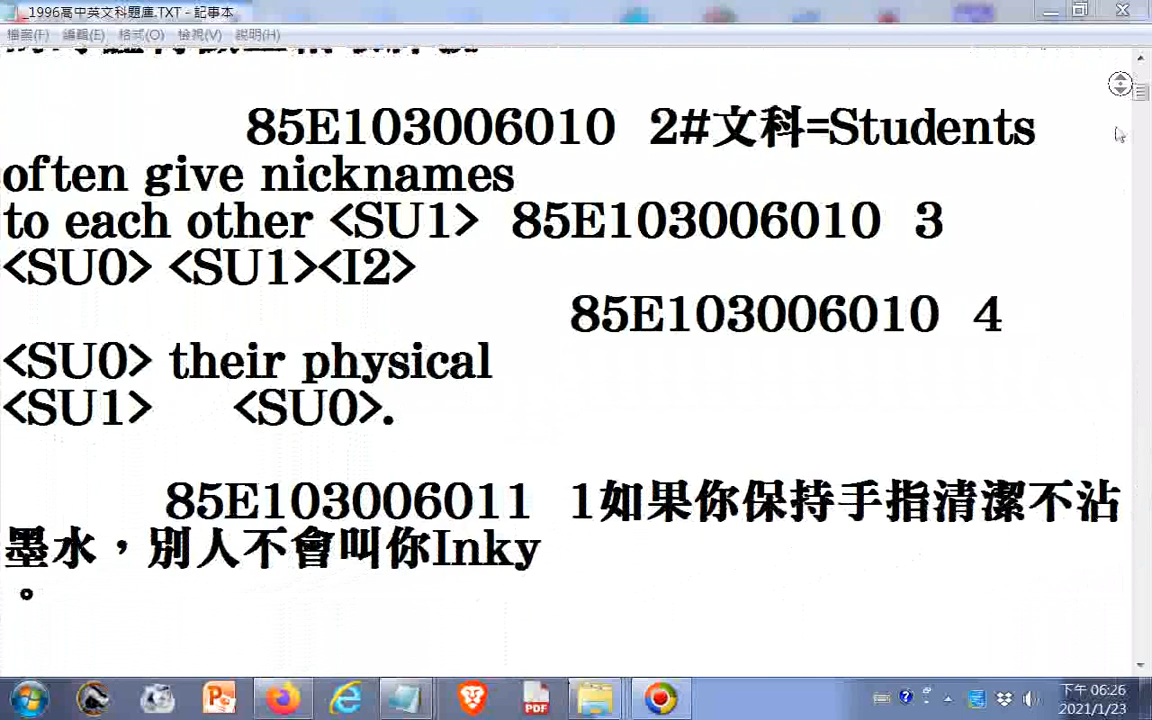 _1996高中英文科題庫.TXT - 記事本
檔案(F) 編輯(E) 格式(O) 檢視(V) 說明(H)
85E103006010 2#文科=Students
often give nicknames
to each other <SU1> 85E103006010 3
<SU0> <SU1><I2>
85E103006010 4
<SU0> their physical
<SU1> <SU0>.
85E103006011 1如果你保持手指清潔不沾
墨水，別人不會叫你Inky
。
PDF
下午 06:26
2021/1/23